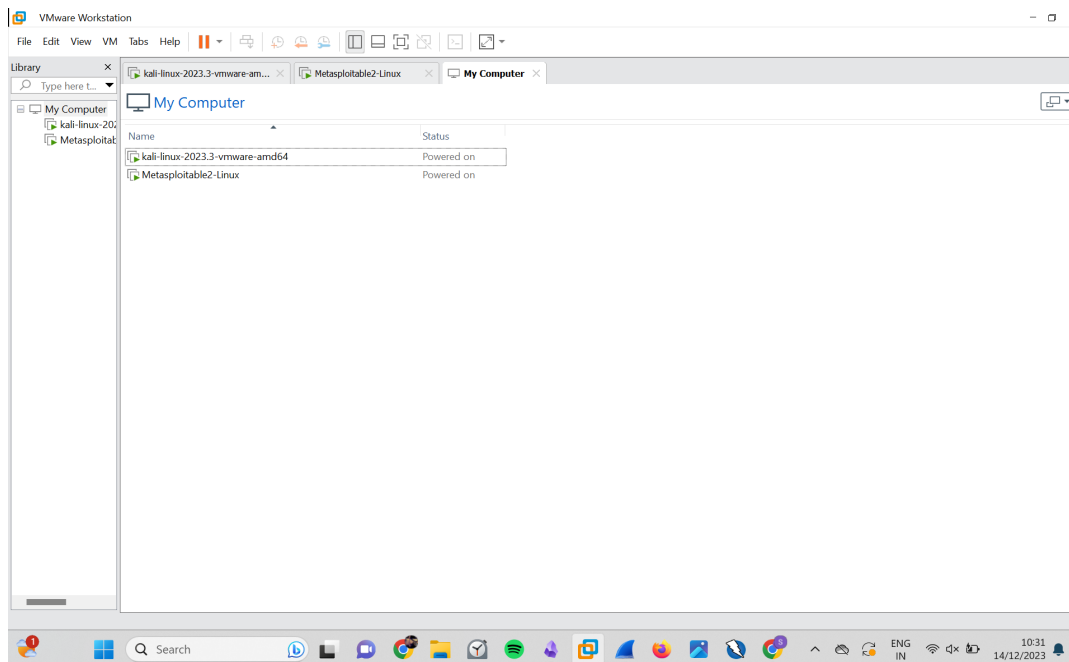 VMware Workstation
File Edit View VM Tabs Help
Library
Type here t...
My Computer
kali-linux-202
Metasploitab
kali-linux-2023.3-vmware-am...
Metasploitable2-Linux
My Computer
My Computer
Name Status
kali-linux-2023.3-vmware-amd64 Powered on
Metasploitable2-Linux Powered on
1
Search
S
ENG
IN
10:31
14/12/2023